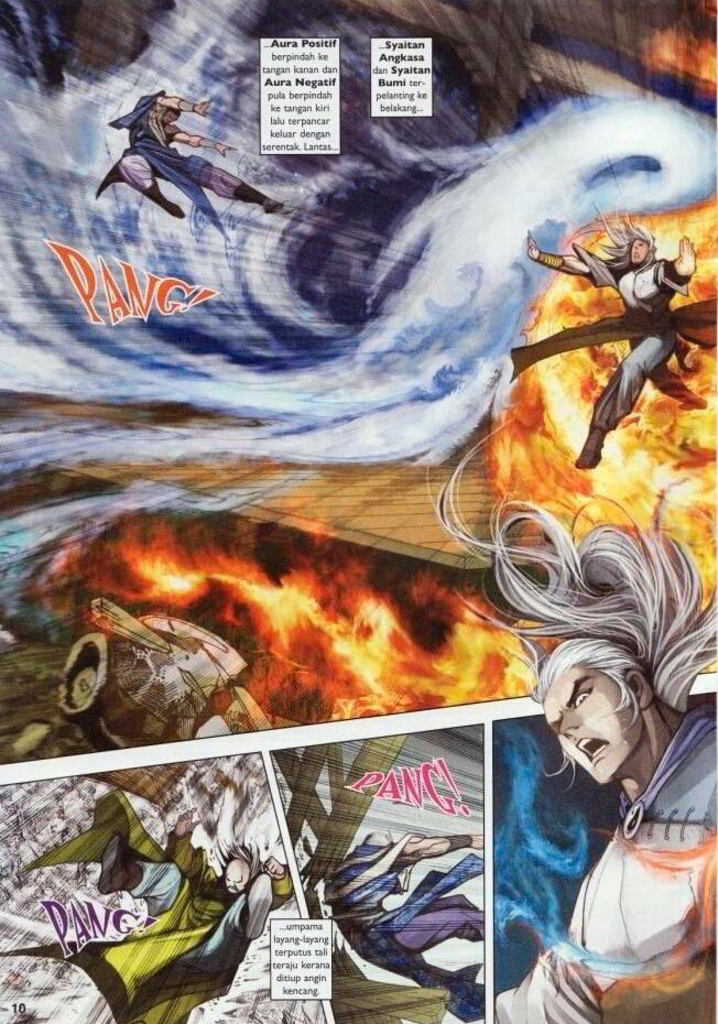 ...Aura Positif
berpindah ke
tangan kanan dan
Aura Negatif
pula berpindah
ke tangan kiri
lalu terpancar
keluar dengan
serentak. Lantas...
...Syaitan
Angkasa
dan Syaitan
Bumi ter-
pelanting ke
belakang...
PANG!
PANG!
PANG!
...umpama
layang-layang
terputus tali
teraju kerana
ditiup angin
kencang.
10